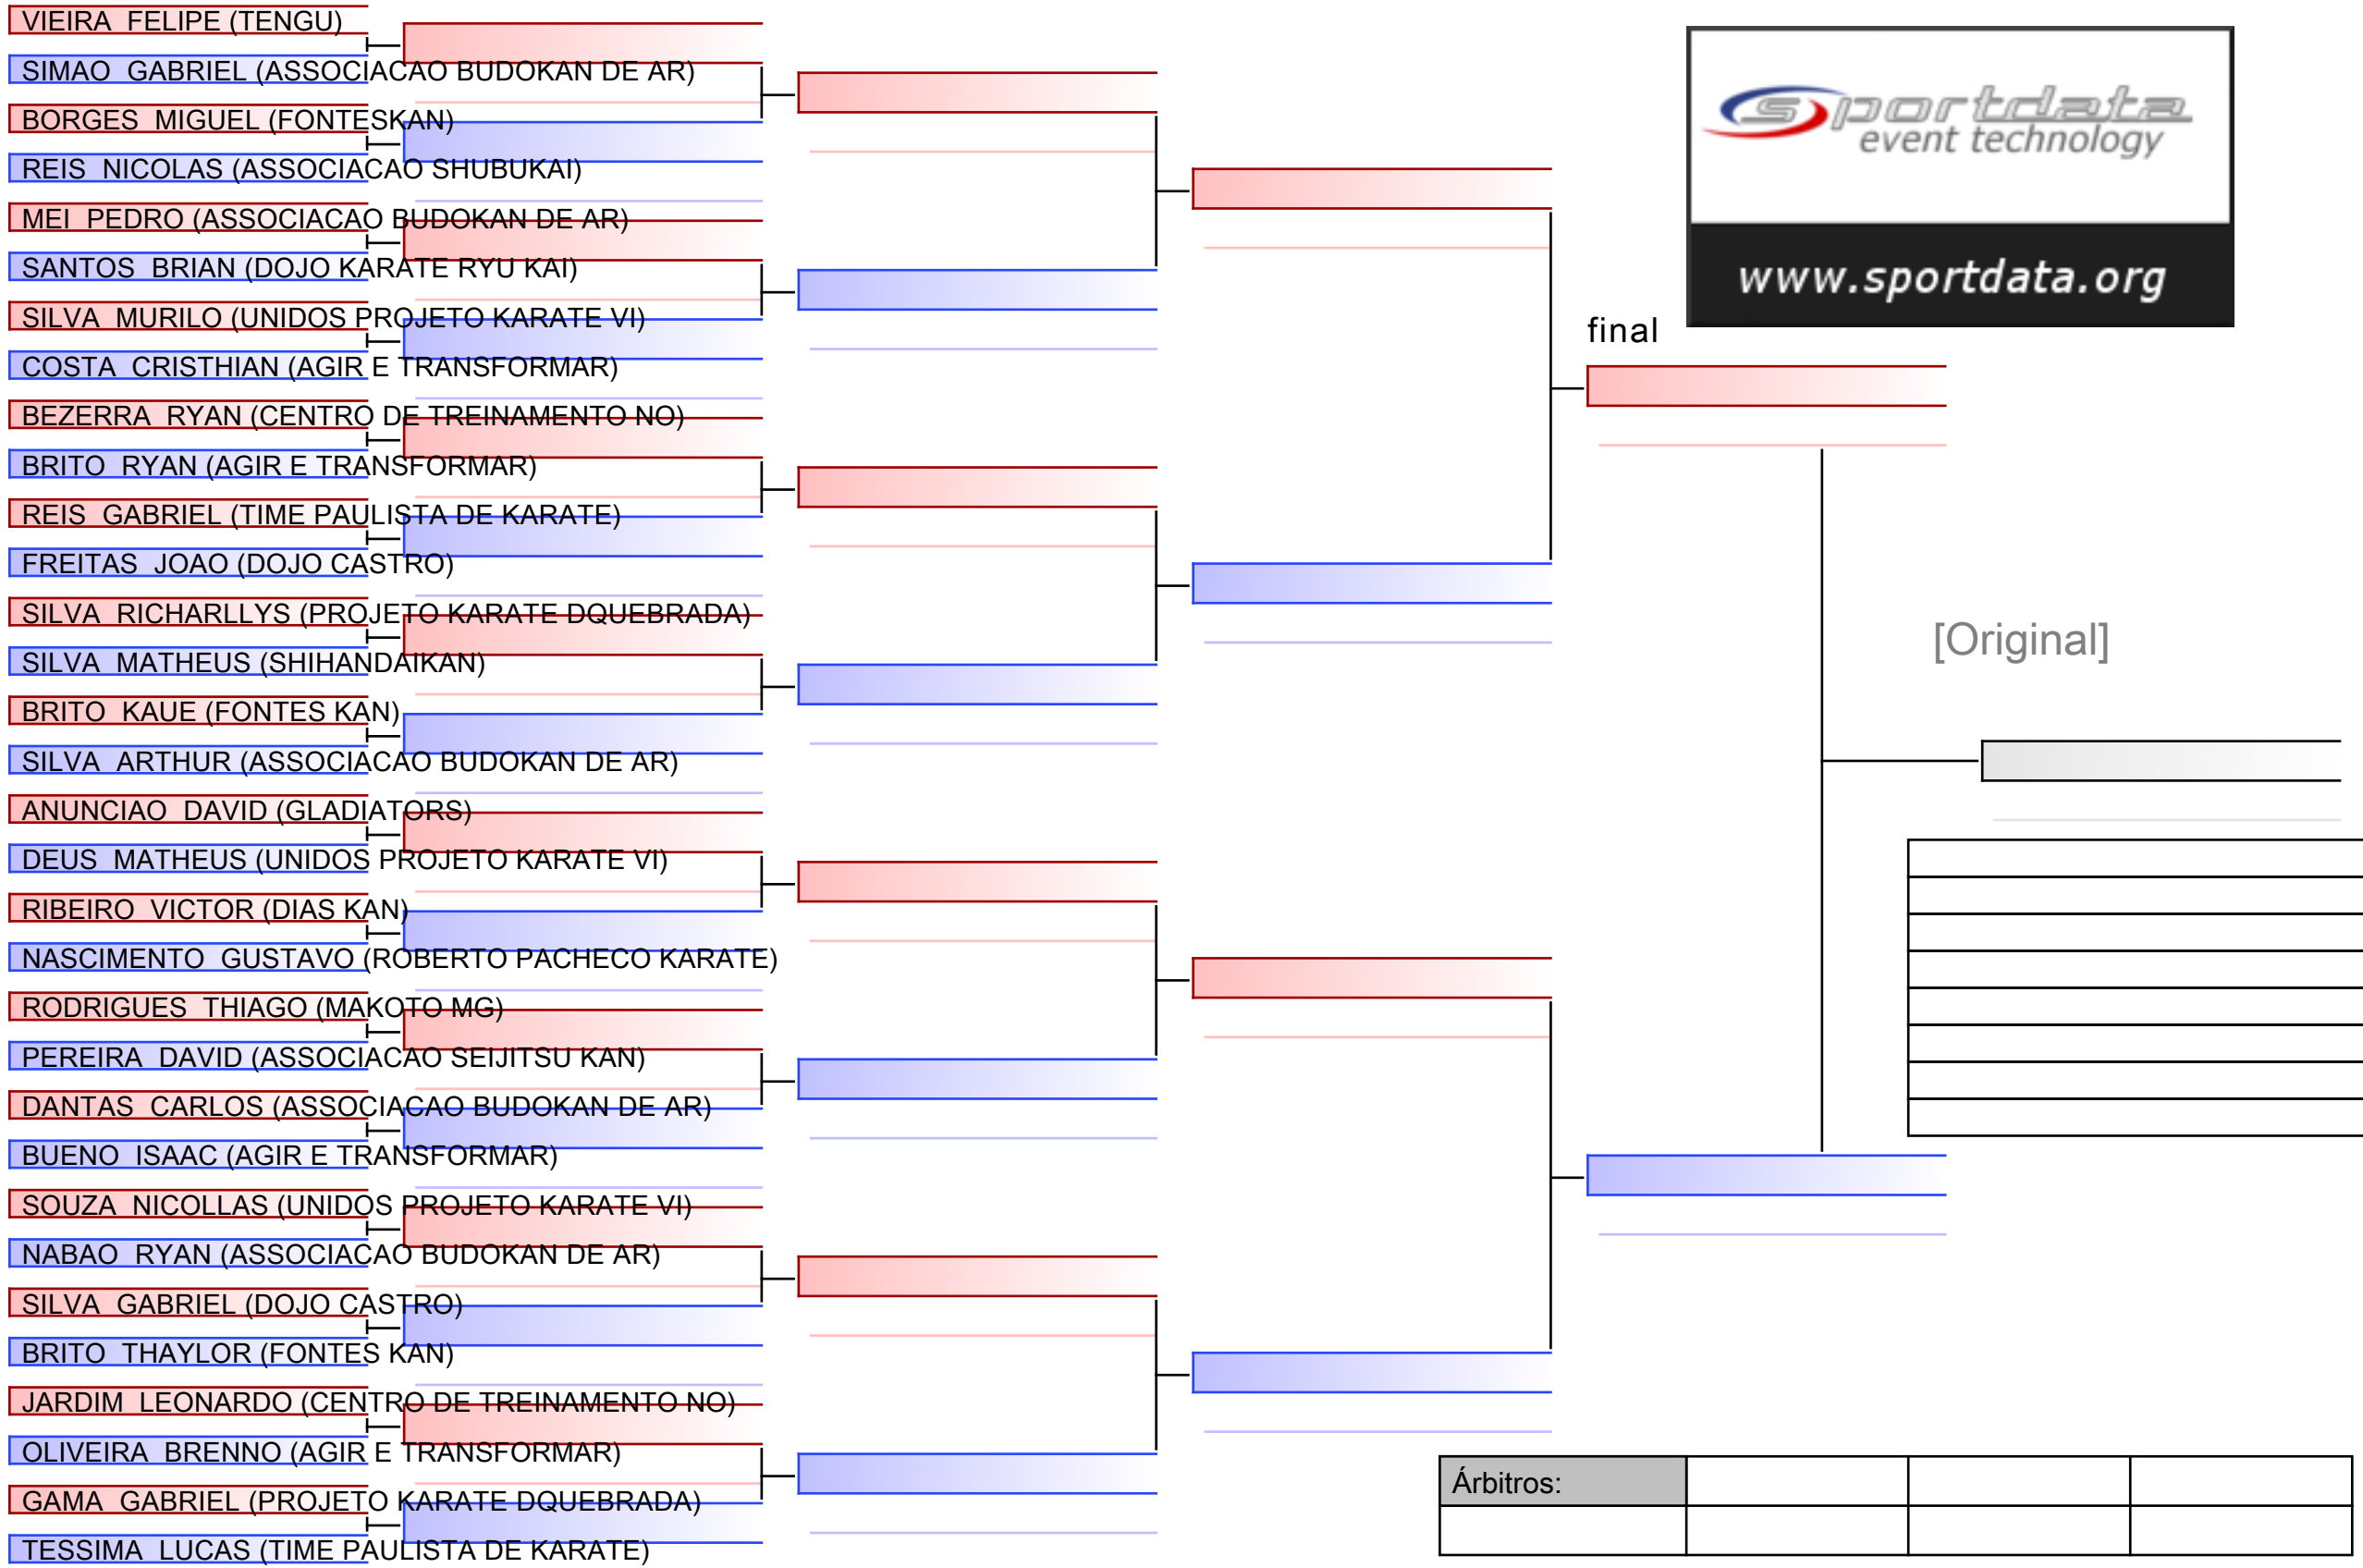 VIEIRA  FELIPE (TENGU)
SIMAO  GABRIEL (ASSOCIACAO BUDOKAN DE AR)
BORGES  MIGUEL (FONTESKAN)
REIS  NICOLAS (ASSOCIACAO SHUBUKAI)
MEI  PEDRO (ASSOCIACAO BUDOKAN DE AR)
SANTOS  BRIAN (DOJO KARATE RYU KAI)
SILVA  MURILO (UNIDOS PROJETO KARATE VI)
COSTA  CRISTHIAN (AGIR E TRANSFORMAR)
BEZERRA  RYAN (CENTRO DE TREINAMENTO NO)
BRITO  RYAN (AGIR E TRANSFORMAR)
REIS  GABRIEL (TIME PAULISTA DE KARATE)
FREITAS  JOAO (DOJO CASTRO)
SILVA  RICHARLLYS (PROJETO KARATE DQUEBRADA)
SILVA  MATHEUS (SHIHANDAIKAN)
BRITO  KAUE (FONTES KAN)
SILVA  ARTHUR (ASSOCIACAO BUDOKAN DE AR)
ANUNCIAO  DAVID (GLADIATORS)
DEUS  MATHEUS (UNIDOS PROJETO KARATE VI)
RIBEIRO  VICTOR (DIAS KAN)
NASCIMENTO  GUSTAVO (ROBERTO PACHECO KARATE)
RODRIGUES  THIAGO (MAKOTO MG)
PEREIRA  DAVID (ASSOCIACAO SEIJITSU KAN)
DANTAS  CARLOS (ASSOCIACAO BUDOKAN DE AR)
BUENO  ISAAC (AGIR E TRANSFORMAR)
SOUZA  NICOLLAS (UNIDOS PROJETO KARATE VI)
NABAO  RYAN (ASSOCIACAO BUDOKAN DE AR)
SILVA  GABRIEL (DOJO CASTRO)
BRITO  THAYLOR (FONTES KAN)
JARDIM  LEONARDO (CENTRO DE TREINAMENTO NO)
OLIVEIRA  BRENNO (AGIR E TRANSFORMAR)
GAMA  GABRIEL (PROJETO KARATE DQUEBRADA)
TESSIMA  LUCAS (TIME PAULISTA DE KARATE)
sportdata
event technology
www.sportdata.org
final
[Original]
Árbitros: